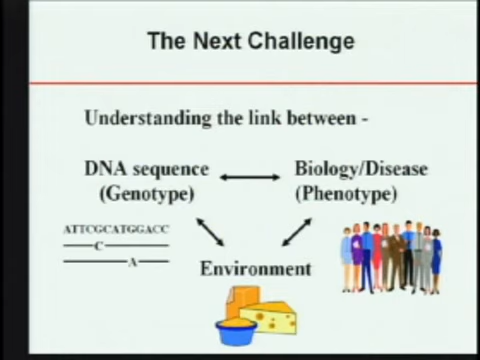 The Next Challenge
Understanding the link between -
DNA sequence
(Genotype)
Biology/Disease
(Phenotype)
ATTCGCATGGACC
C
A
Environment